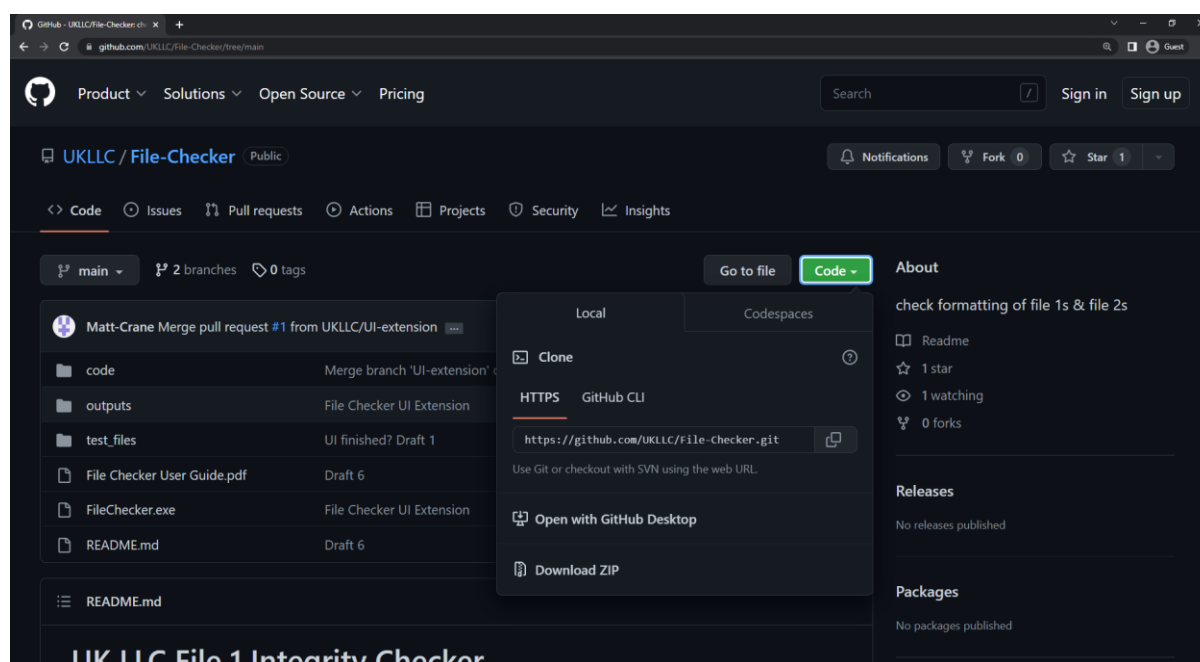 GitHub - UKLLC/File-Checker: ch
github.com/UKLLC/File-Checker/tree/main
Guest
Product Solutions Open Source Pricing
Search /
Sign in Sign up
UKLLC / File-Checker Public
Notifications Fork 0 Star 1
Code Issues Pull requests Actions Projects Security Insights
main 2 branches 0 tags
Go to file Code
Matt-Crane Merge pull request #1 from UKLLC/UI-extension ...
code Merge branch 'UI-extension'
outputs File Checker UI Extension
test_files UI finished? Draft 1
File Checker User Guide.pdf Draft 6
FileChecker.exe File Checker UI Extension
README.md Draft 6
Local Codespaces
Clone
HTTPS GitHub CLI
https://github.com/UKLLC/File-Checker.git
Use Git or checkout with SVN using the web URL.
Open with GitHub Desktop
Download ZIP
README.md
UK LLC File 1 Integrity Checker
About
check formatting of file 1s & file 2s
Readme
1 star
1 watching
0 forks
Releases
No releases published
Packages
No packages published